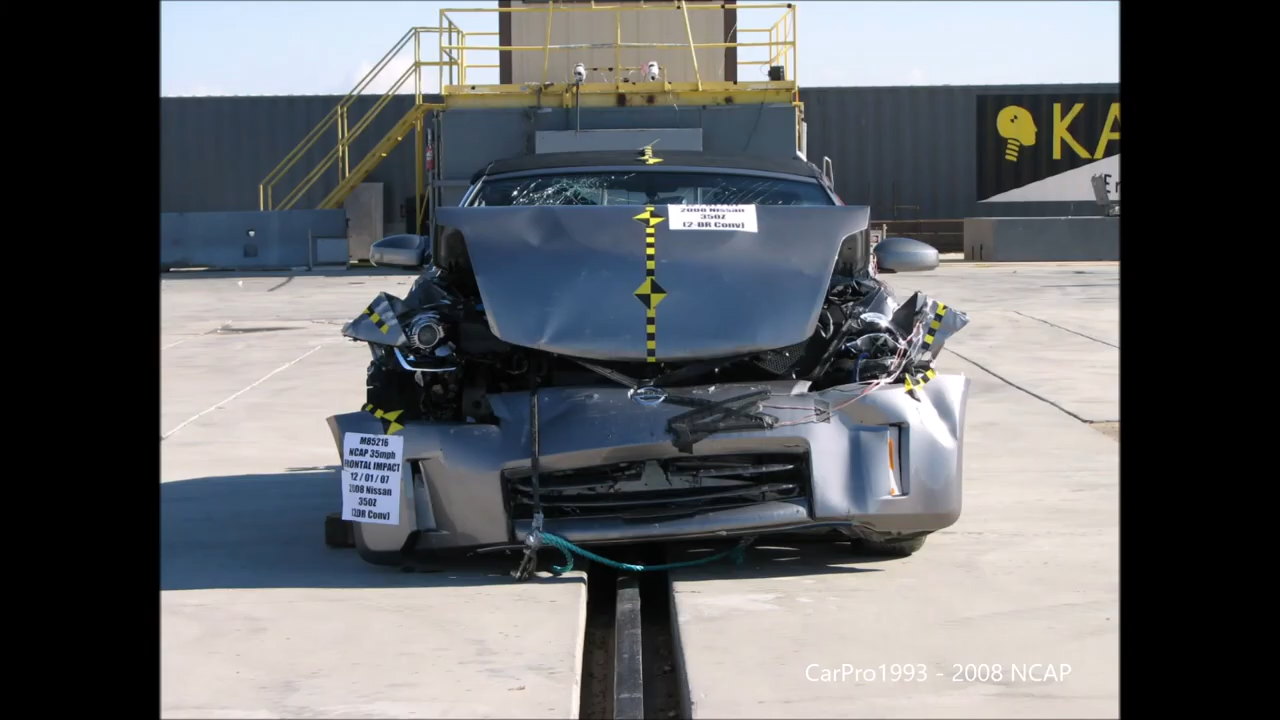 KA
E
2008 Nissan
350Z
(2-DR Conv)
M85216
NCAP 35mph
FRONTAL IMPACT
12 / 01 / 07
2008 Nissan
350Z
(2DR Conv)
CarPro1993 - 2008 NCAP